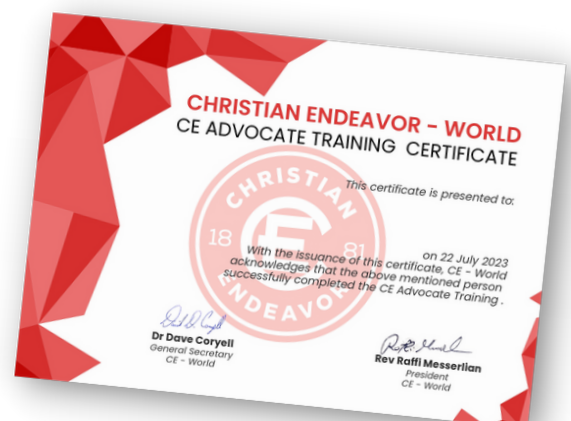 CHRISTIAN ENDEAVOR - WORLD
CE ADVOCATE TRAINING CERTIFICATE
This certificate is presented to:
CHRISTIAN
18 81
ENDEAVOR
on 22 July 2023
With the issuance of this certificate, CE - World
acknowledges that the above mentioned person
successfully completed the CE Advocate Training .
Dr Dave Coryell
General Secretary
CE - World
Rev Raffi Messerlian
President
CE - World